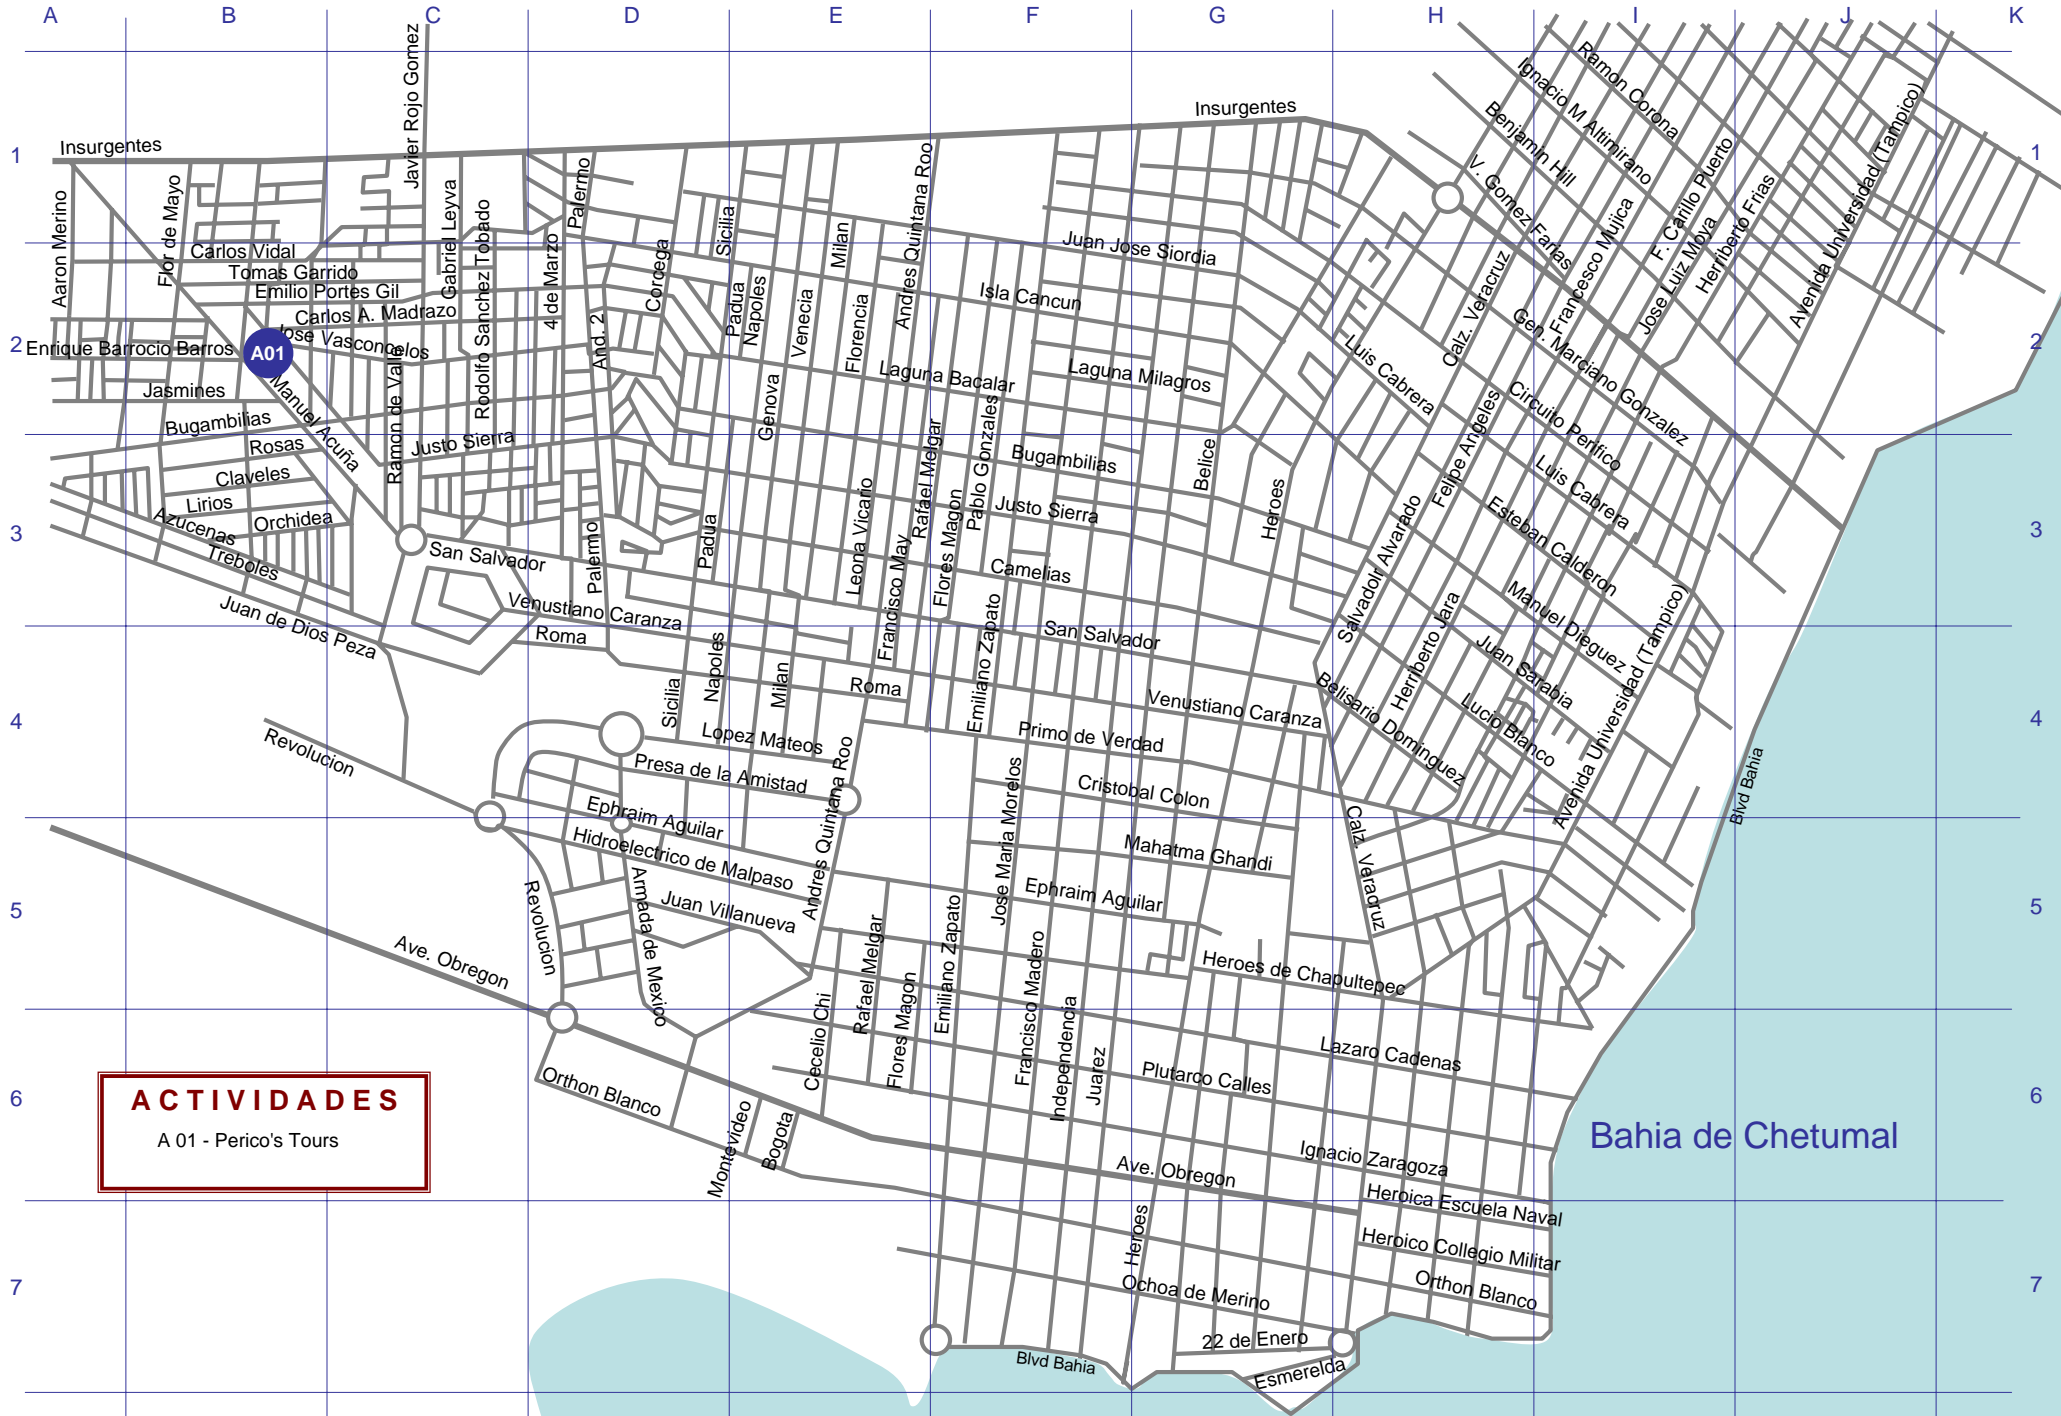 A B C D E F G H I J K
Javier Rojo Gomez
Ramon Corona
Ignacio M Altimirano
Insurgentes
Benjamin Hill
Avenida Universidad (Tampico)
1
Insurgentes
1
Aaron Merino
Flor de Mayo
Gabriel Leyva
Rodolfo Sanchez Tobado
Palermo
Sicilia
Milan
Andres Quintana Roo
V. Gomez Farias
Francesco Mujica
F. Carillo Puerto
Jose Luiz Moya
Herriberto Frias
Carlos Vidal
Tomas Garrido
Emilio Portes Gil
Carlos A. Madrazo
Jose Vasconcelos
4 de Marzo
And. 2
Corcega
Padua
Napoles
Venecia
Florencia
Juan Jose Siordia
Isla Cancun
Calz. Veracruz
Gen. Marciano Gonzalez
2
Enrique Barrocio Barros
A01
2
Jasmines
Manuel Acuña
Ramon de Valle
Genova
Laguna Bacalar
Laguna Milagros
Luis Cabrera
Circuito Perifico
Bugambilias
Rosas
Justo Sierra
Rafael Melgar
Pablo Gonzales
Bugambilias
Belice
Felipe Angeles
Luis Cabrera
Claveles
Lirios
Orchidea
Azucenas
Treboles
Leona Vicario
Flores Magon
Justo Sierra
Heroes
Salvadolr Alvarado
Esteban Calderon
3
3
San Salvador
Palermo
Padua
Francisco May
Camelias
Manuel Dieguez
Juan de Dios Peza
Venustiano Caranza
Roma
Emiliano Zapato
San Salvador
Herriberto Jara
Juan Sarabia
Avenida Universidad (Tampico)
Sicilia
Napoles
Milan
Roma
Venustiano Caranza
Belisario Dominguez
Lucio Blanco
4
Revolucion
Lopez Mateos
Primo de Verdad
4
Presa de la Amistad
Andres Quintana Roo
Jose Maria Morelos
Cristobal Colon
Avenida Universidad (Tampico)
Blvd Bahia
Ephraim Aguilar
Hidroelectrico de Malpaso
Mahatma Ghandi
Calz. Veracruz
5
Revolucion
Armada de Mexico
Juan Villanueva
Ephraim Aguilar
5
Ave. Obregon
Rafael Melgar
Emiliano Zapato
Francisco Madero
Heroes de Chapultepec
Cecelio Chi
Flores Magon
Independencia
Juarez
Lazaro Cadenas
Plutarco Calles
6
ACTIVIDADES
A 01 - Perico's Tours
Orthon Blanco
Montevideo
Bogota
6
Bahia de Chetumal
Ignacio Zaragoza
Ave. Obregon
Heroica Escuela Naval
Heroes
Heroico Collegio Militar
7
Ochoa de Merino
Orthon Blanco
7
22 de Enero
Blvd Bahia
Esmerelda